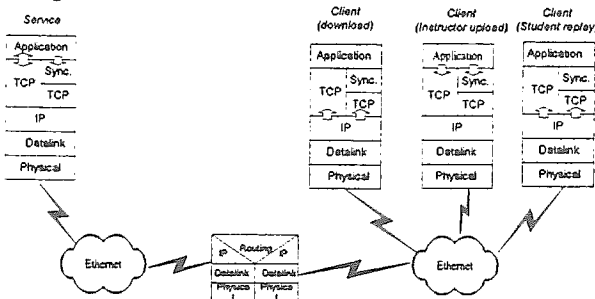 Service
Application
TCP
Sync.
TCP
IP
Datalink
Physical
Client
(download)
Application
TCP
Sync.
TCP
IP
Datalink
Physical
Client
(Instructor upload)
Application
TCP
Sync.
TCP
IP
Datalink
Physical
Client
(Student replay)
Application
TCP
Sync.
TCP
IP
Datalink
Physical
Ethernet
IP Routing IP
Datalink Datalink
Physica Physica
l l
Ethernet